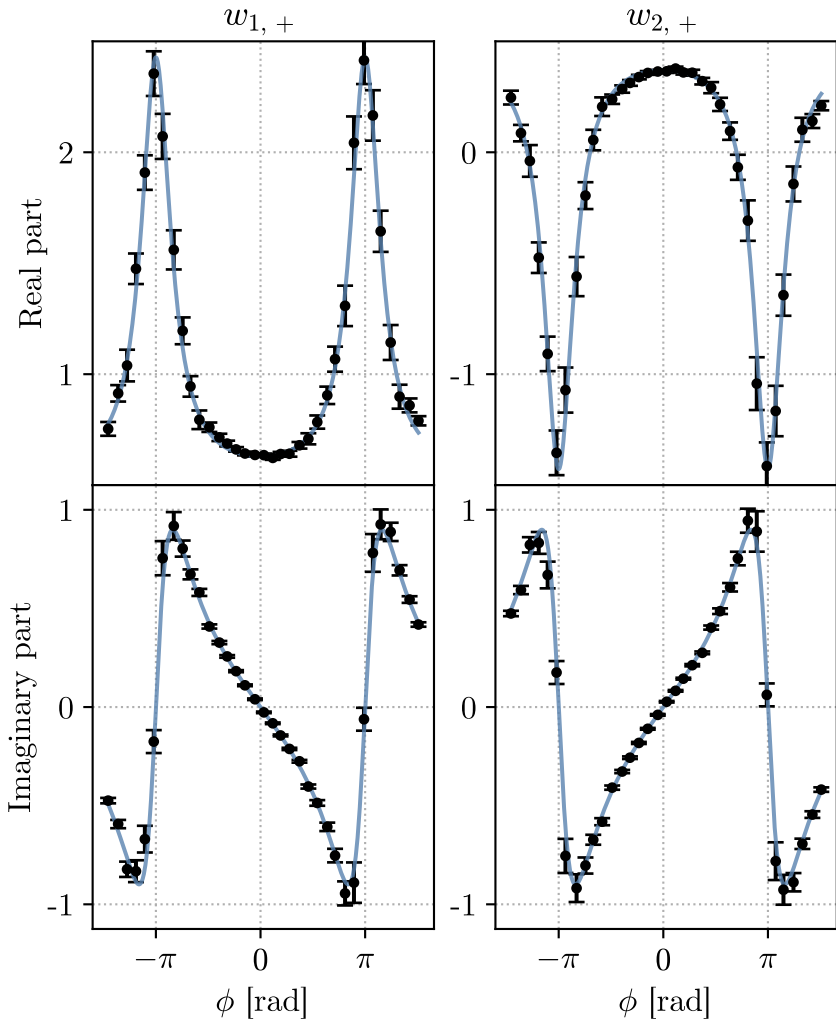 w₁, ₊ w₂, ₊
Real part
2
1
0
-1
Imaginary part
1
0
-1
1
0
-1
−π 0 π −π 0 π
ϕ [rad] ϕ [rad]